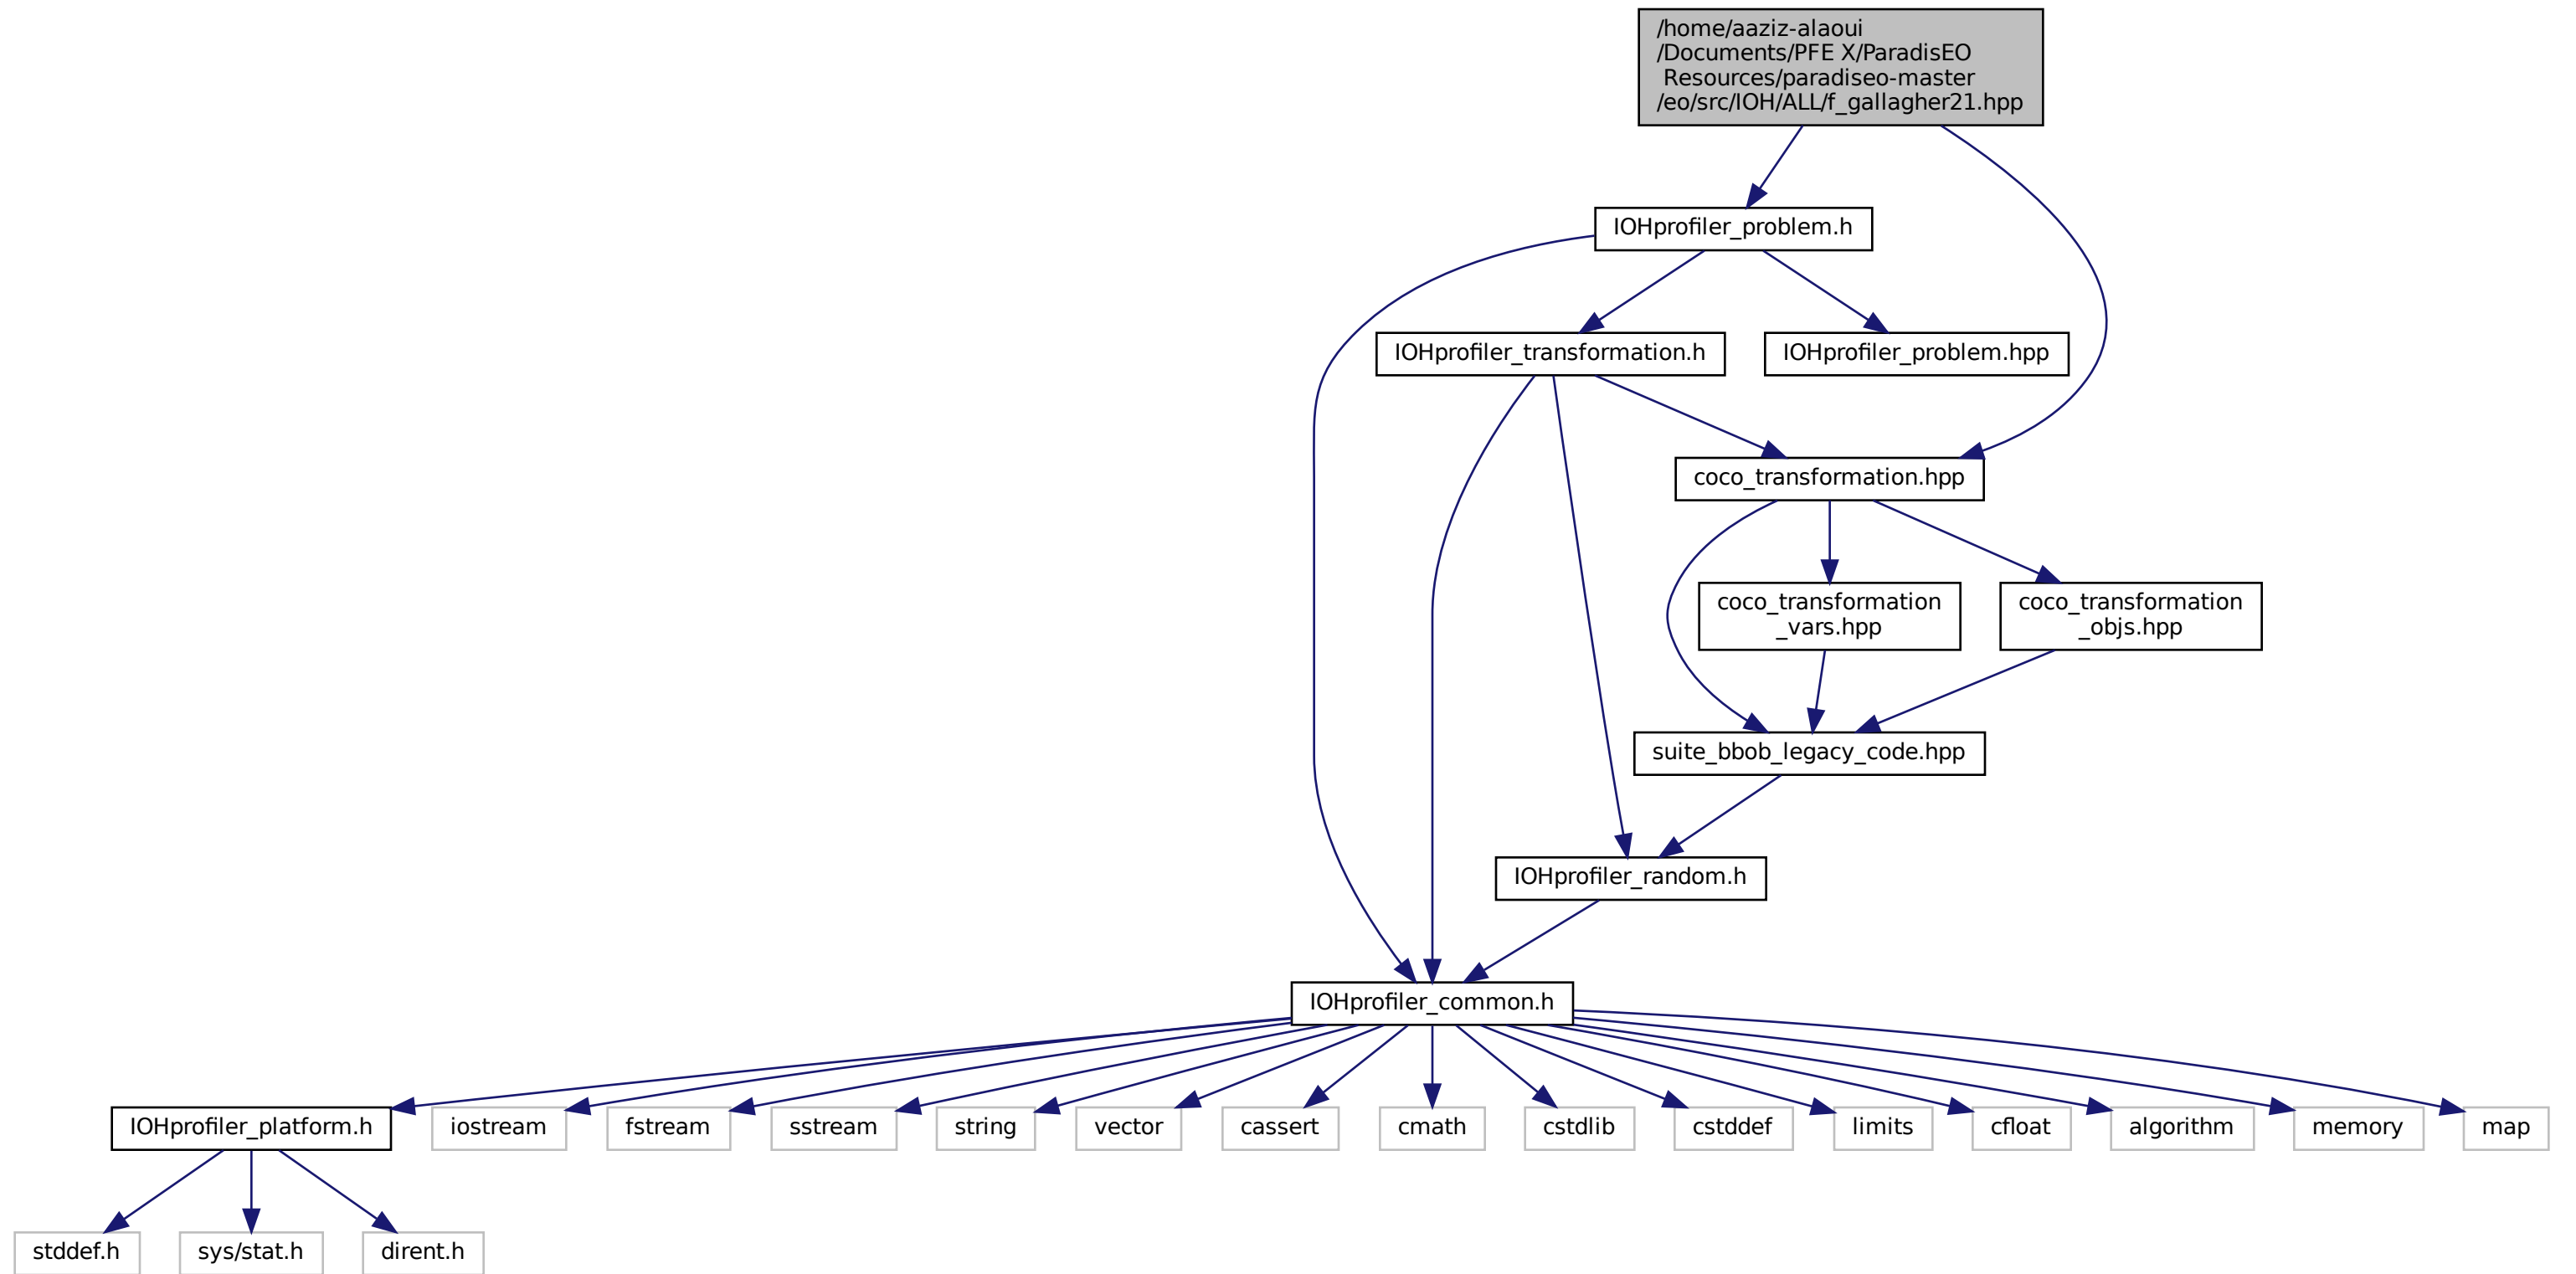 /home/aaziz-alaoui
/Documents/PFE X/ParadisEO
Resources/paradiseo-master
/eo/src/IOH/ALL/f_gallagher21.hpp
IOHprofiler_problem.h
IOHprofiler_transformation.h
IOHprofiler_problem.hpp
coco_transformation.hpp
coco_transformation
_vars.hpp
coco_transformation
_objs.hpp
suite_bbob_legacy_code.hpp
IOHprofiler_random.h
IOHprofiler_common.h
IOHprofiler_platform.h
iostream
fstream
sstream
string
vector
cassert
cmath
cstdlib
cstddef
limits
cfloat
algorithm
memory
map
stddef.h
sys/stat.h
dirent.h